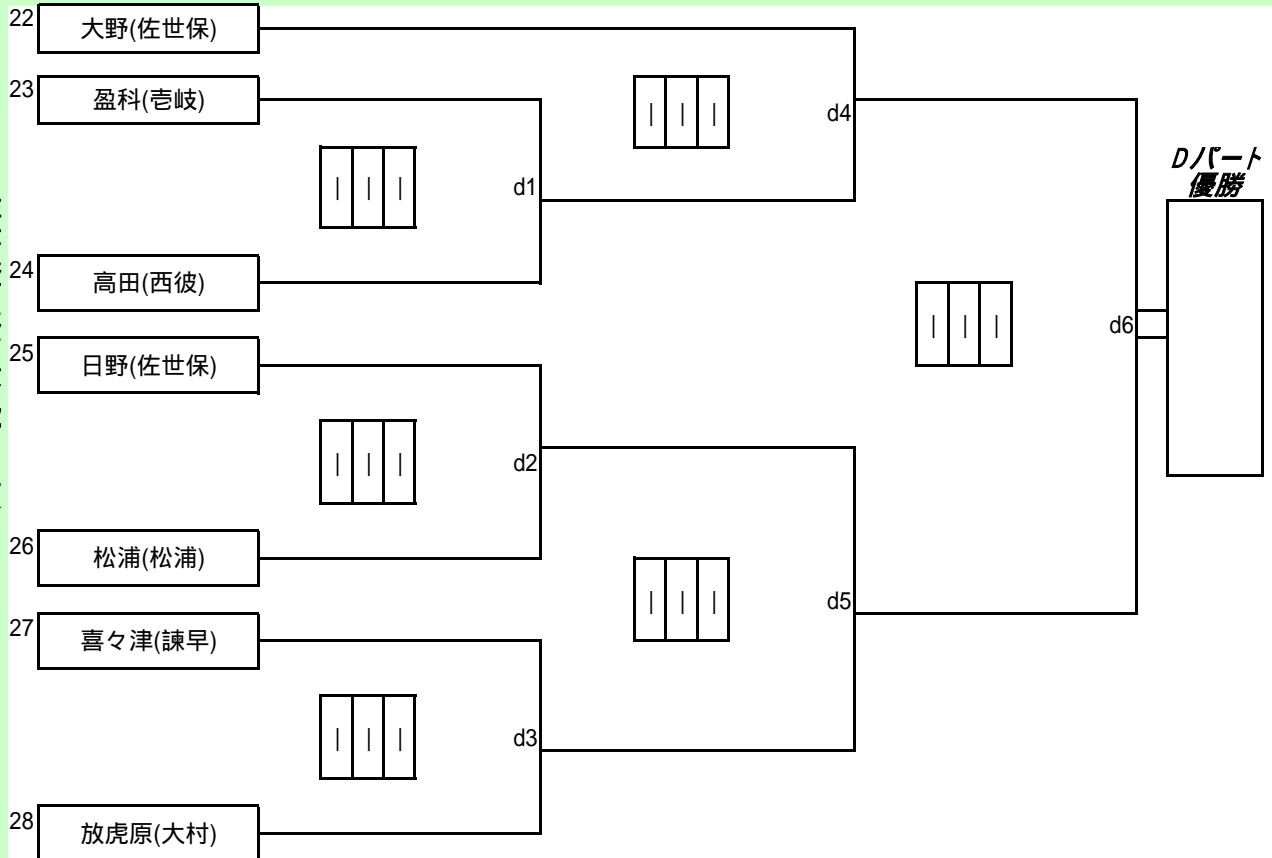 22 大野(佐世保)
23 盈科(壱岐)
| | |
d4
Dパート
優勝
| | |
d1
24 高田(西彼)
| | |
d6
25 日野(佐世保)
| | |
d2
26 松浦(松浦)
| | |
d5
27 喜々津(諫早)
| | |
d3
28 放虎原(大村)